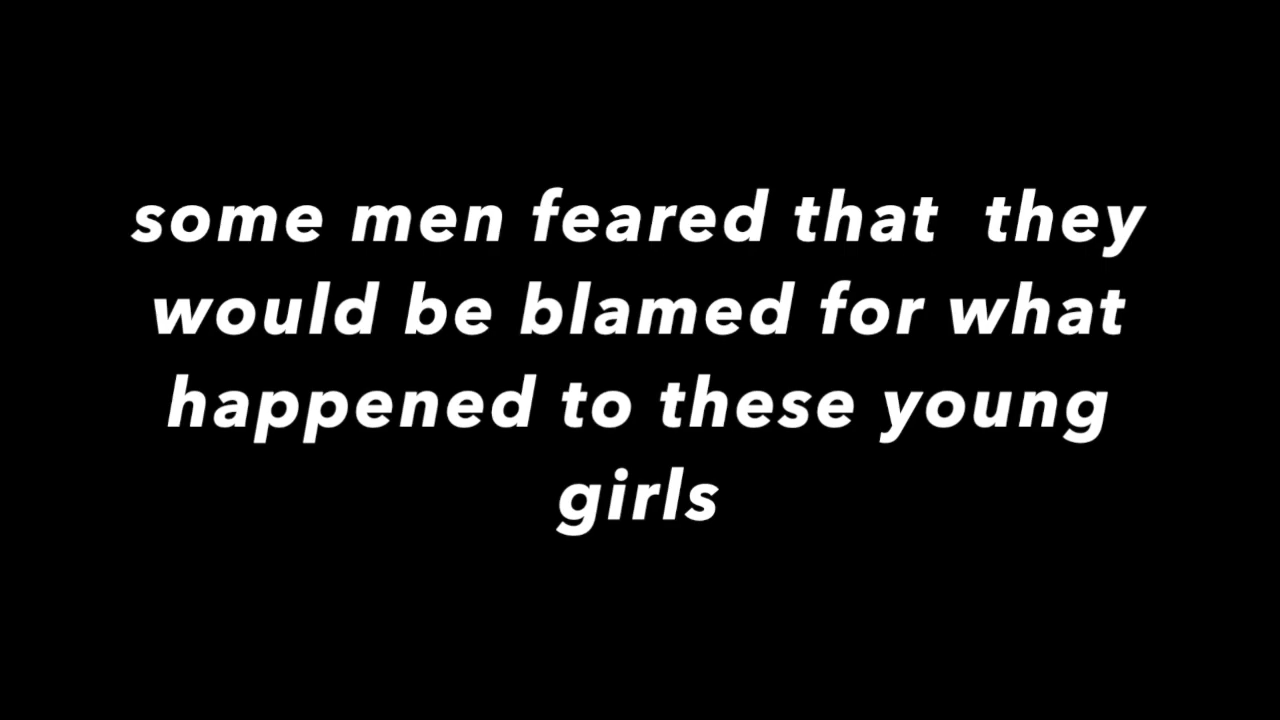 some men feared that  they
would be blamed for what
happened to these young
girls